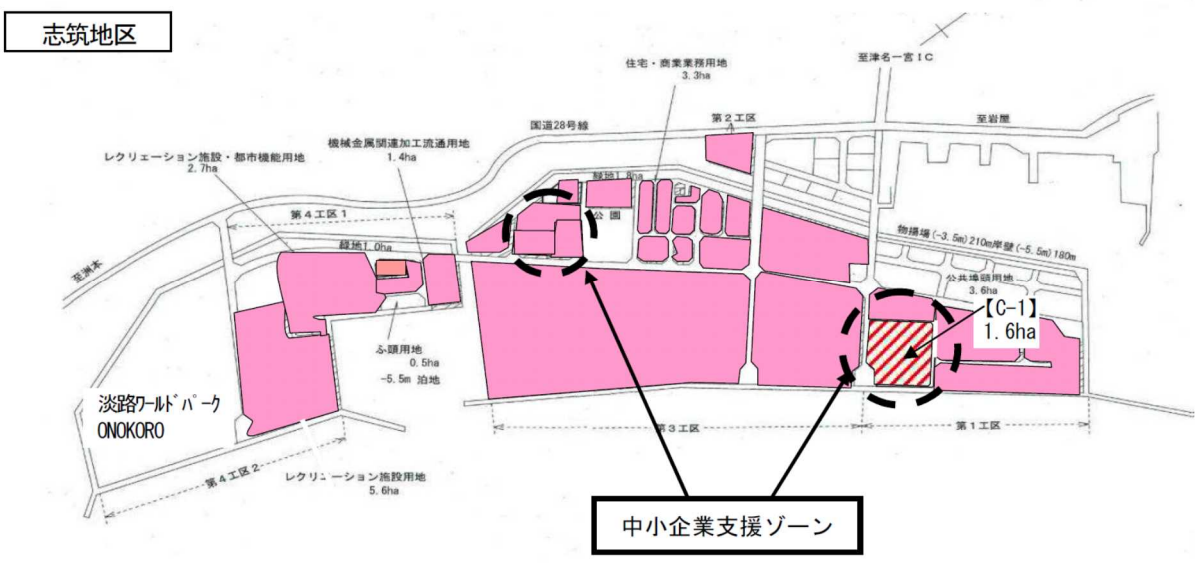 志筑地区
住宅・商業業務用地
3.3ha
至津名一宮IC
第2工区
至岩屋
国道28号線
機械金属関連加工流通用地
1.4ha
レクリェーション施設・都市機能用地
2.7ha
緑地1.8ha
公園
第4工区1
緑地1.0ha
物揚場(-3.5m)210m岸壁(-5.5m)180m
至洲本
公共埠頭用地
3.6ha
【C-1】
1.6ha
ふ頭用地
0.5ha
-5.5m 泊地
淡路ワールドパーク
ONOKORO
第3工区
第1工区
第4工区2
レクリェーション施設用地
5.6ha
中小企業支援ゾーン